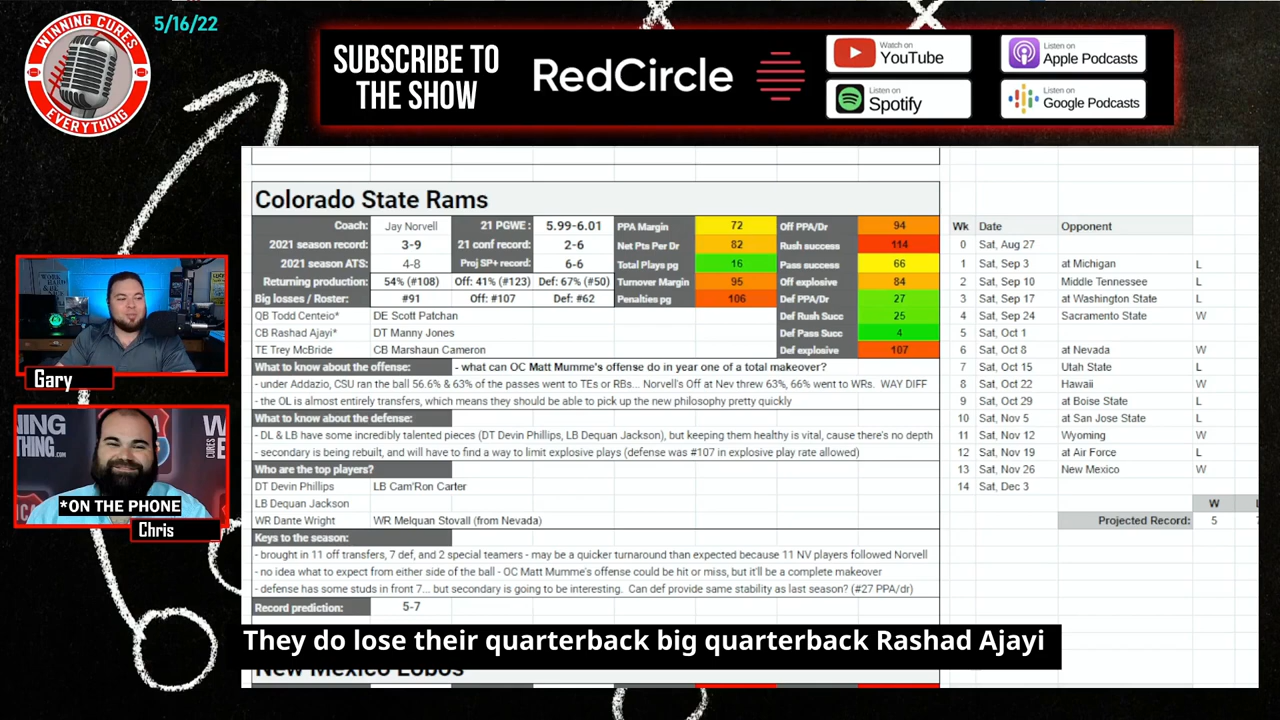 WINNING CURES
EVERYTHING
5/16/22
SUBSCRIBE TO
THE SHOW
RedCircle
Watch on
YouTube
Listen on
Apple Podcasts
Listen on
Spotify
Listen on
Google Podcasts
Colorado State Rams
Coach: Jay Norvell 21 PGWE: 5.99-6.01 PPA Margin 72 Off PPA/Dr 94
2021 season record: 3-9 21 conf record: 2-6 Net Pts Per Dr 82 Rush success 114
2021 season ATS: 4-8 Proj SP+ record: 6-6 Total Plays pg 16 Pass success 66
Returning production: 54% (#108) Off: 41% (#123) Def: 67% (#50) Turnover Margin 95 Off explosive 84
Big losses / Roster: #91 Off: #107 Def: #62 Penalties pg 106 Def PPA/Dr 27
QB Todd Centeio* DE Scott Patchan Def Rush Succ 25
CB Rashad Ajayi* DT Manny Jones Def Pass Succ 4
TE Trey McBride CB Marshaun Cameron Def explosive 107
What to know about the offense: - what can OC Matt Mumme's offense do in year one of a total makeover?
- under Addazio, CSU ran the ball 56.6% & 63% of the passes went to TEs or RBs... Norvell's Off at Nev threw 63%, 66% went to WRs. WAY DIFF
- the OL is almost entirely transfers, which means they should be able to pick up the new philosophy pretty quickly
What to know about the defense:
- DL & LB have some incredibly talented pieces (DT Devin Phillips, LB Dequan Jackson), but keeping them healthy is vital, cause there's no depth
- secondary is being rebuilt, and will have to find a way to limit explosive plays (defense was #107 in explosive play rate allowed)
Who are the top players?
DT Devin Phillips LB Cam'Ron Carter
LB Dequan Jackson
WR Dante Wright WR Melquan Stovall (from Nevada)
Keys to the season:
- brought in 11 off transfers, 7 def, and 2 special teamers - may be a quicker turnaround than expected because 11 NV players followed Norvell
- no idea what to expect from either side of the ball - OC Matt Mumme's offense could be hit or miss, but it'll be a complete makeover
- defense has some studs in front 7... but secondary is going to be interesting. Can def provide same stability as last season? (#27 PPA/dr)
Record prediction: 5-7
Wk Date Opponent
0 Sat, Aug 27
1 Sat, Sep 3 at Michigan L
2 Sat, Sep 10 Middle Tennessee L
3 Sat, Sep 17 at Washington State L
4 Sat, Sep 24 Sacramento State W
5 Sat, Oct 1
6 Sat, Oct 8 at Nevada W
7 Sat, Oct 15 Utah State L
8 Sat, Oct 22 Hawaii W
9 Sat, Oct 29 at Boise State L
10 Sat, Nov 5 at San Jose State L
11 Sat, Nov 12 Wyoming W
12 Sat, Nov 19 at Air Force L
13 Sat, Nov 26 New Mexico W
14 Sat, Dec 3
W
Projected Record: 5
Gary
*ON THE PHONE
Chris
They do lose their quarterback big quarterback Rashad Ajayi
New Mexico Lobos